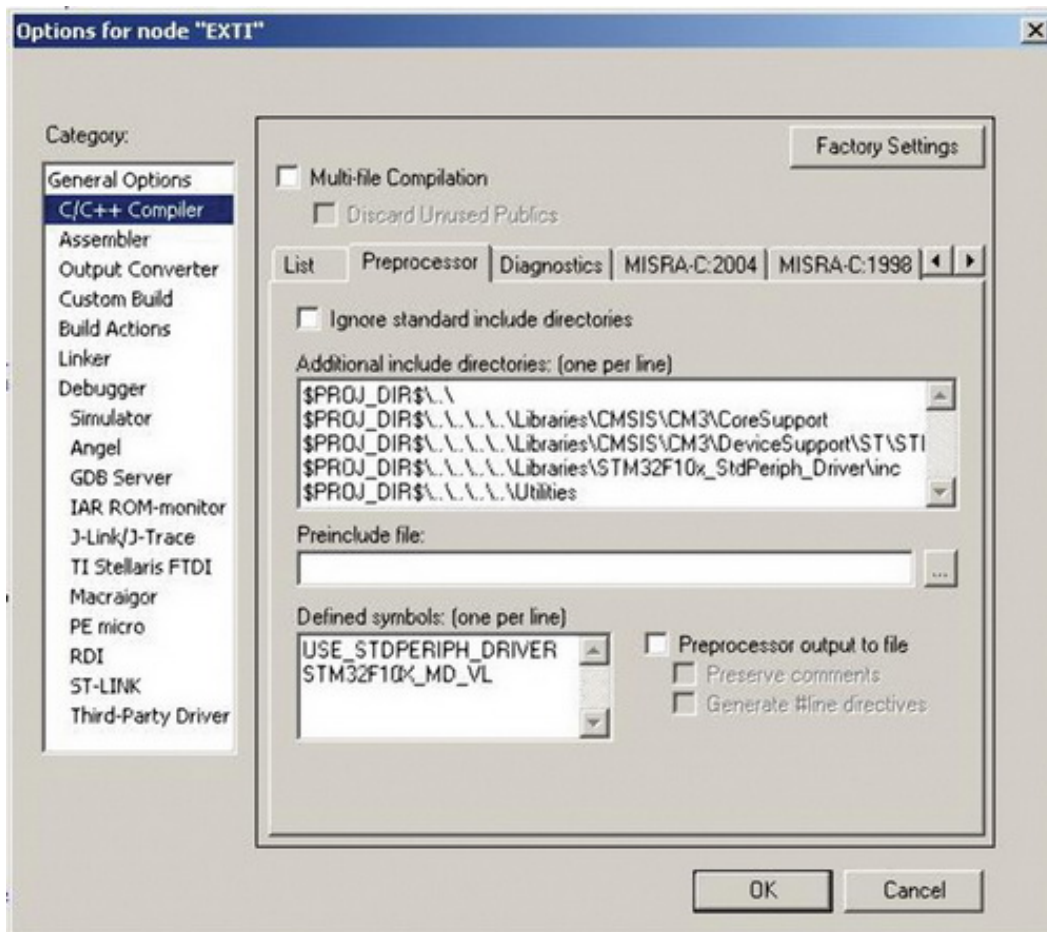 Options for node "EXTI"
Category:
General Options
C/C++ Compiler
Assembler
Output Converter
Custom Build
Build Actions
Linker
Debugger
Simulator
Angel
GDB Server
IAR ROM-monitor
J-Link/J-Trace
TI Stellaris FTDI
Macraigor
PE micro
RDI
ST-LINK
Third-Party Driver
Factory Settings
Multi-file Compilation
Discard Unused Publics
List Preprocessor Diagnostics MISRA-C:2004 MISRA-C:1998
Ignore standard include directories
Additional include directories: (one per line)
$PROJ_DIR$\..\
$PROJ_DIR$\..\..\..\..\Libraries\CMSIS\CM3\CoreSupport
$PROJ_DIR$\..\..\..\..\Libraries\CMSIS\CM3\DeviceSupport\ST\STI
$PROJ_DIR$\..\..\..\..\Libraries\STM32F10x_StdPeriph_Driver\inc
$PROJ_DIR$\..\..\..\..\Utilities
Preinclude file:
...
Defined symbols: (one per line)
USE_STDPERIPH_DRIVER
STM32F10X_MD_VL
Preprocessor output to file
Preserve comments
Generate #line directives
OK
Cancel